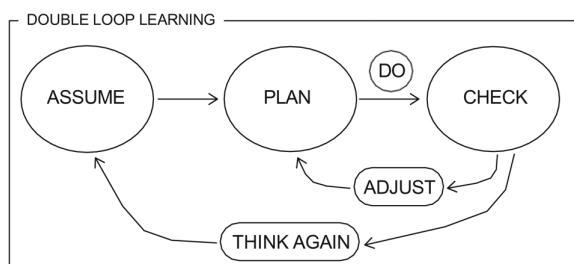 DOUBLE LOOP LEARNING
DO
ASSUME
PLAN
CHECK
ADJUST
THINK AGAIN